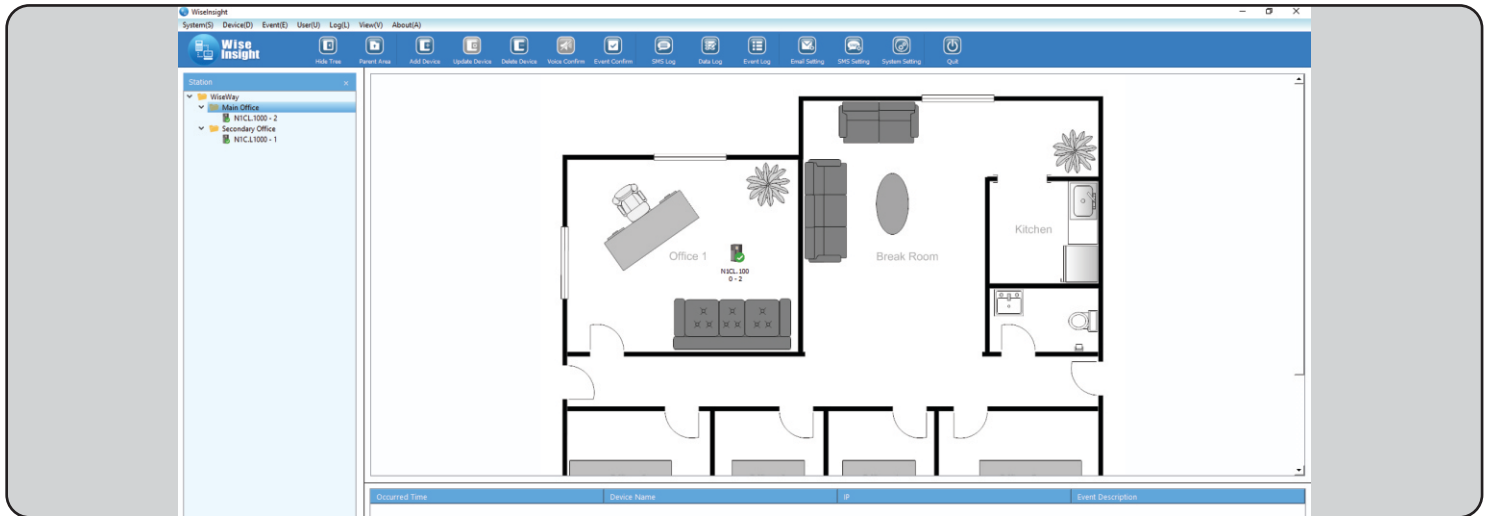 WiseInsight
System(S) Device(D) Event(E) User(U) Log(L) View(V) About(A)
Wise
Insight
Hide Tree Parent Area Add Device Update Device Delete Device Voice Confirm Event Confirm SMS Log Data Log Event Log Email Setting SMS Setting System Setting Quit
Station
WiseWay
Main Office
N1CL.1000 - 2
Secondary Office
N1C.L1000 - 1
Kitchen
Office 1
Break Room
N1CL.100
0 - 2
Occurred Time Device Name IP Event Description